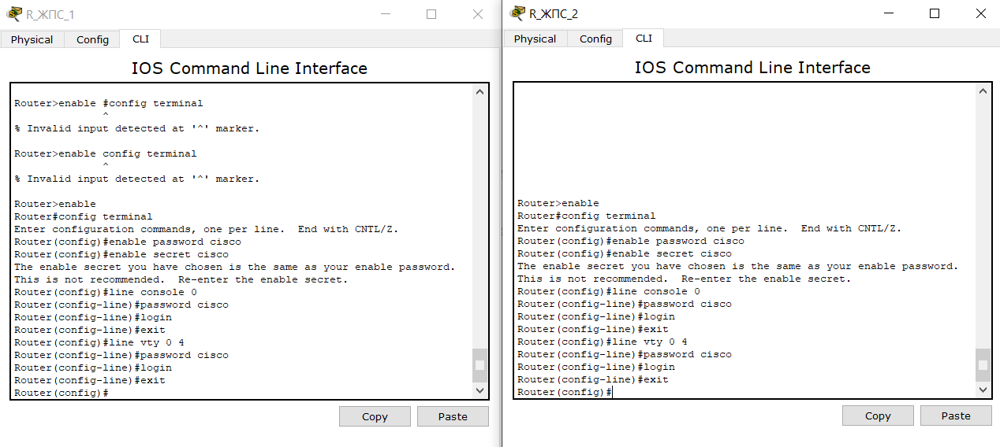 R_ЖПС_1
Physical Config CLI
IOS Command Line Interface
Router>enable #config terminal
^
% Invalid input detected at '^' marker.
Router>enable config terminal
^
% Invalid input detected at '^' marker.
Router>enable
Router#config terminal
Enter configuration commands, one per line.  End with CNTL/Z.
Router(config)#enable password cisco
Router(config)#enable secret cisco
The enable secret you have chosen is the same as your enable password.
This is not recommended.  Re-enter the enable secret.
Router(config)#line console 0
Router(config-line)#password cisco
Router(config-line)#login
Router(config-line)#exit
Router(config)#line vty 0 4
Router(config-line)#password cisco
Router(config-line)#login
Router(config-line)#exit
Router(config)#
Copy Paste
R_ЖПС_2
Physical Config CLI
IOS Command Line Interface
Router>enable
Router#config terminal
Enter configuration commands, one per line.  End with CNTL/Z.
Router(config)#enable password cisco
Router(config)#enable secret cisco
The enable secret you have chosen is the same as your enable password.
This is not recommended.  Re-enter the enable secret.
Router(config)#line console 0
Router(config-line)#password cisco
Router(config-line)#login
Router(config-line)#exit
Router(config)#line vty 0 4
Router(config-line)#password cisco
Router(config-line)#login
Router(config-line)#exit
Router(config)#
Copy Paste